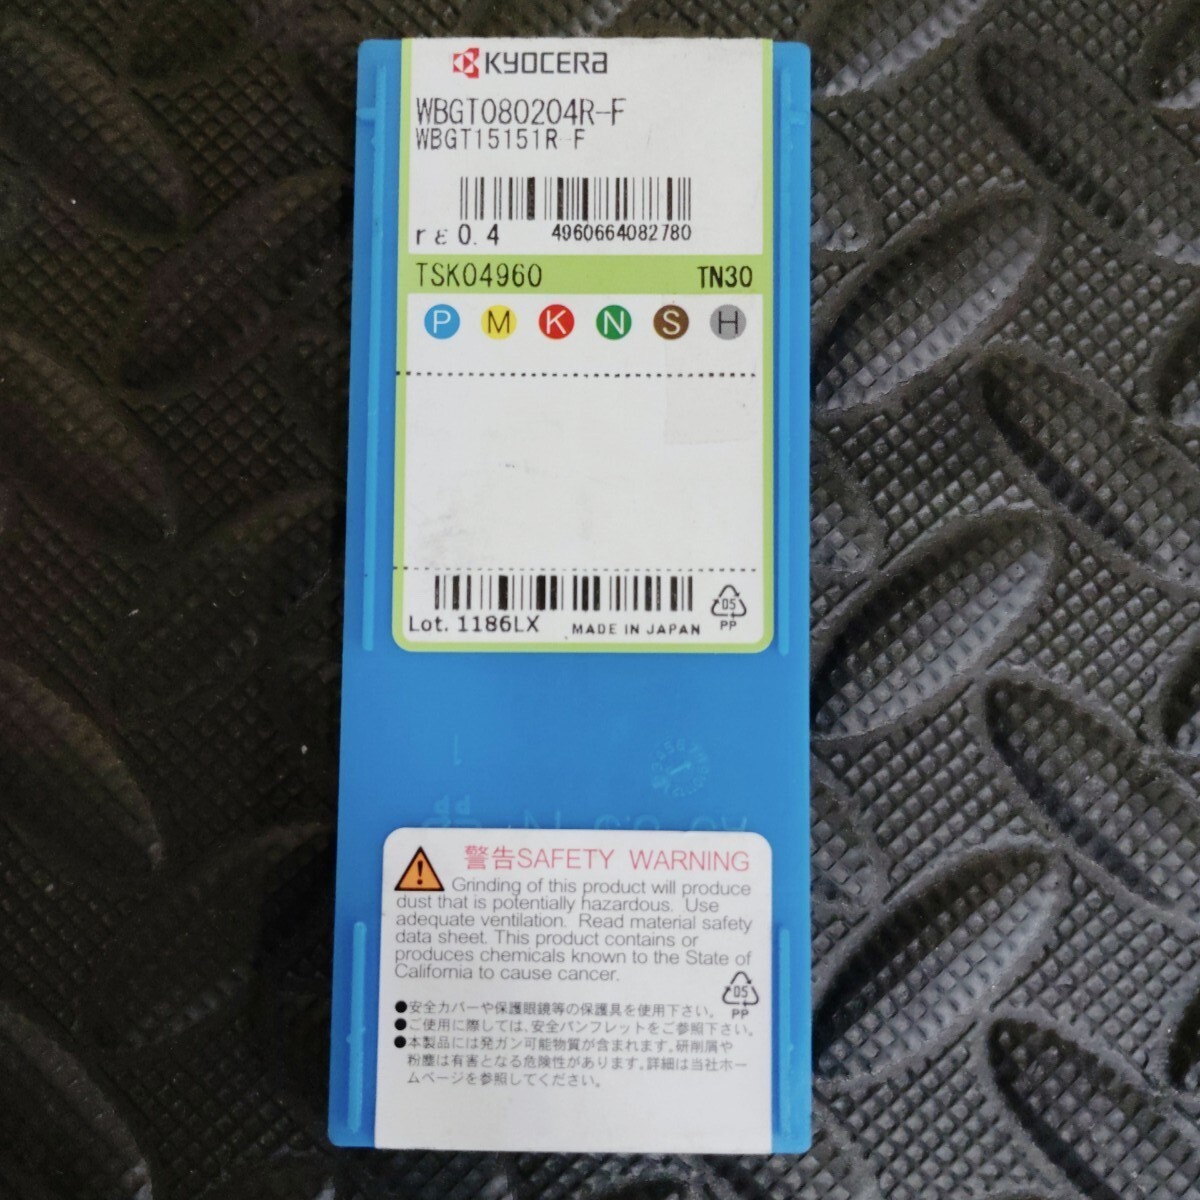 KYOCERA
WBGT080204R-F
WBGT15151R-F
rε0.4
4960664082780
TSK04960 TN30
P M K N S H
Lot. 1186LX
MADE IN JAPAN
05
PP
1
警告SAFETY WARNING
Grinding of this product will produce
dust that is potentially hazardous. Use
adequate ventilation. Read material safety
data sheet. This product contains or
produces chemicals known to the State of
California to cause cancer.
05
PP
●安全カバーや保護眼鏡等の保護具を使用下さい。
●ご使用に際しては、安全パンフレットをご参照下さい。
●本製品には発ガン可能物質が含まれます。研削屑や
粉塵は有害となる危険性があります。詳細は当社ホー
ムページを参照してください。